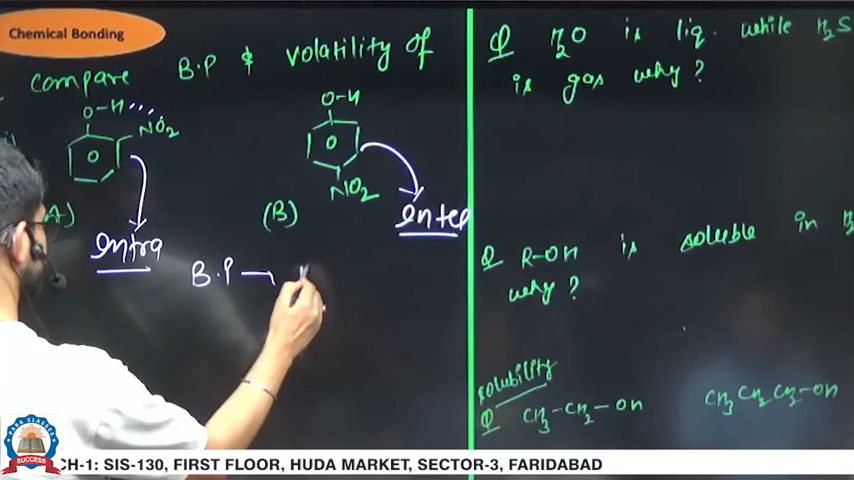 Chemical Bonding
compare B.P & volatility of
O-H
NO2
(A)
Intra
O-H
NO2
(B)
Inter
B.P →
Q H2O is liq. while H2S
is gas why?
Q R-OH is soluble in
why?
solubility
Q CH3-CH2-OH CH3CH2CH2-OH
PARA CLASSES
SUCCESS
CH-1: SIS-130, FIRST FLOOR, HUDA MARKET, SECTOR-3, FARIDABAD